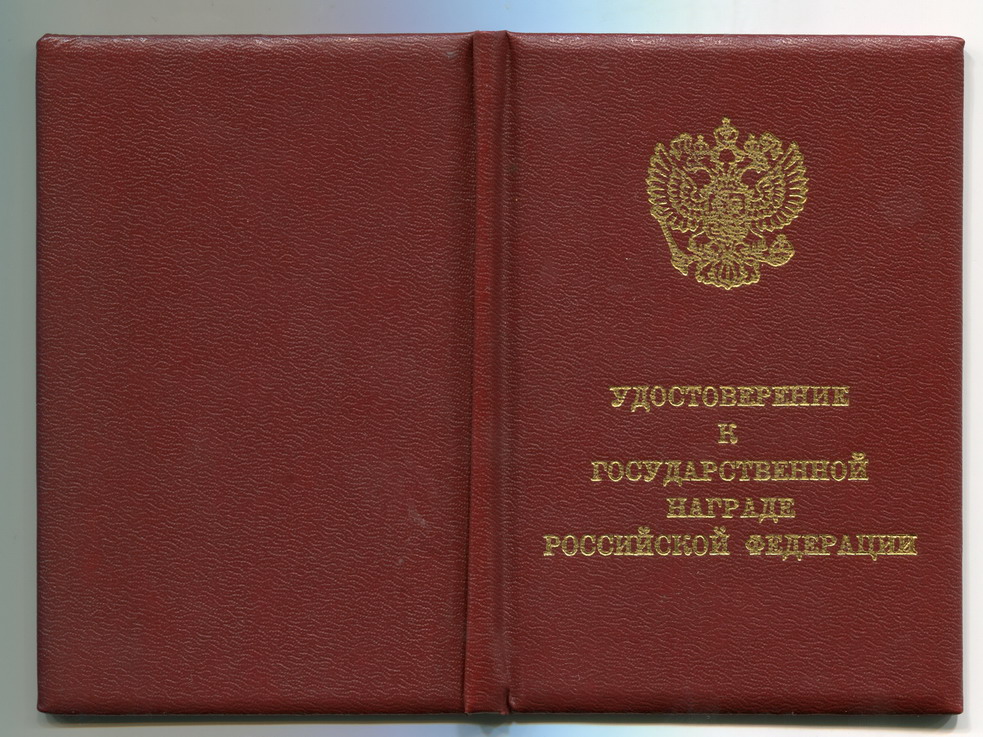 УДОСТОВЕРЕНИЕ
К
ГОСУДАРСТВЕННОЙ
НАГРАДЕ
РОССИЙСКОЙ ФЕДЕРАЦИИ